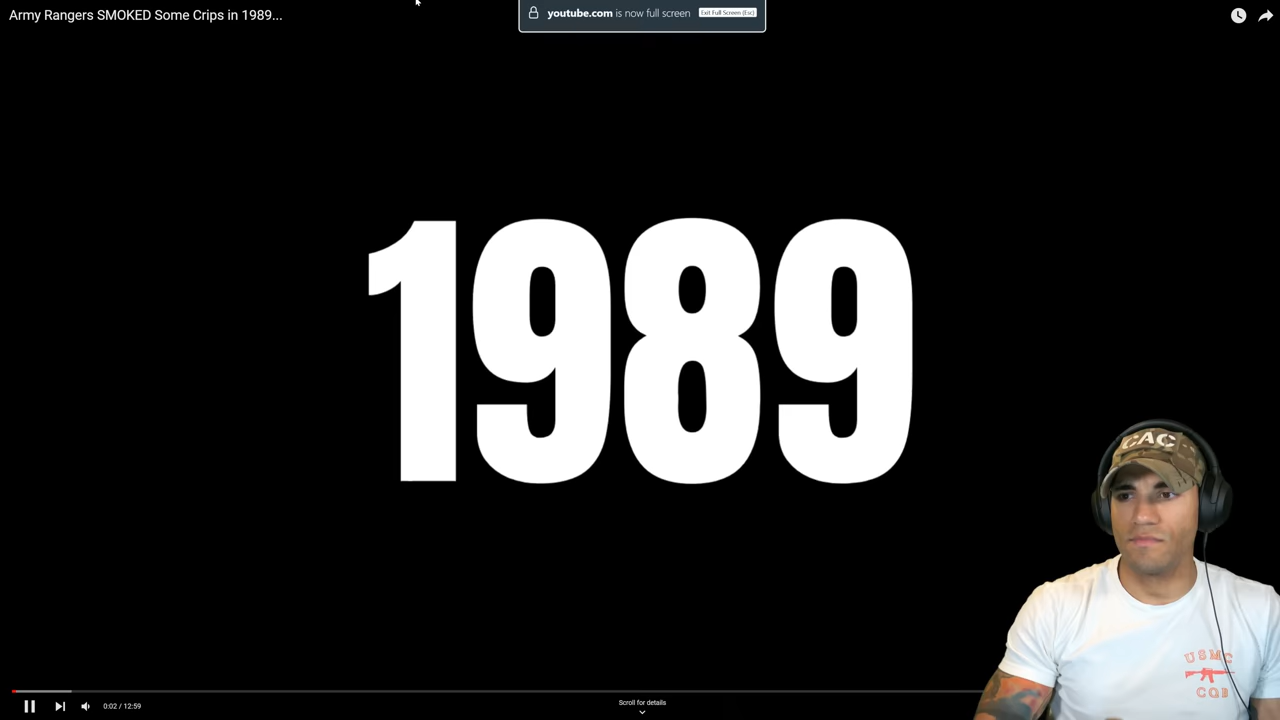 Army Rangers SMOKED Some Crips in 1989...
youtube.com is now full screen
Exit Full Screen (Esc)
1989
CAC
USMC
CQB
0:02 / 12:59
Scroll for details